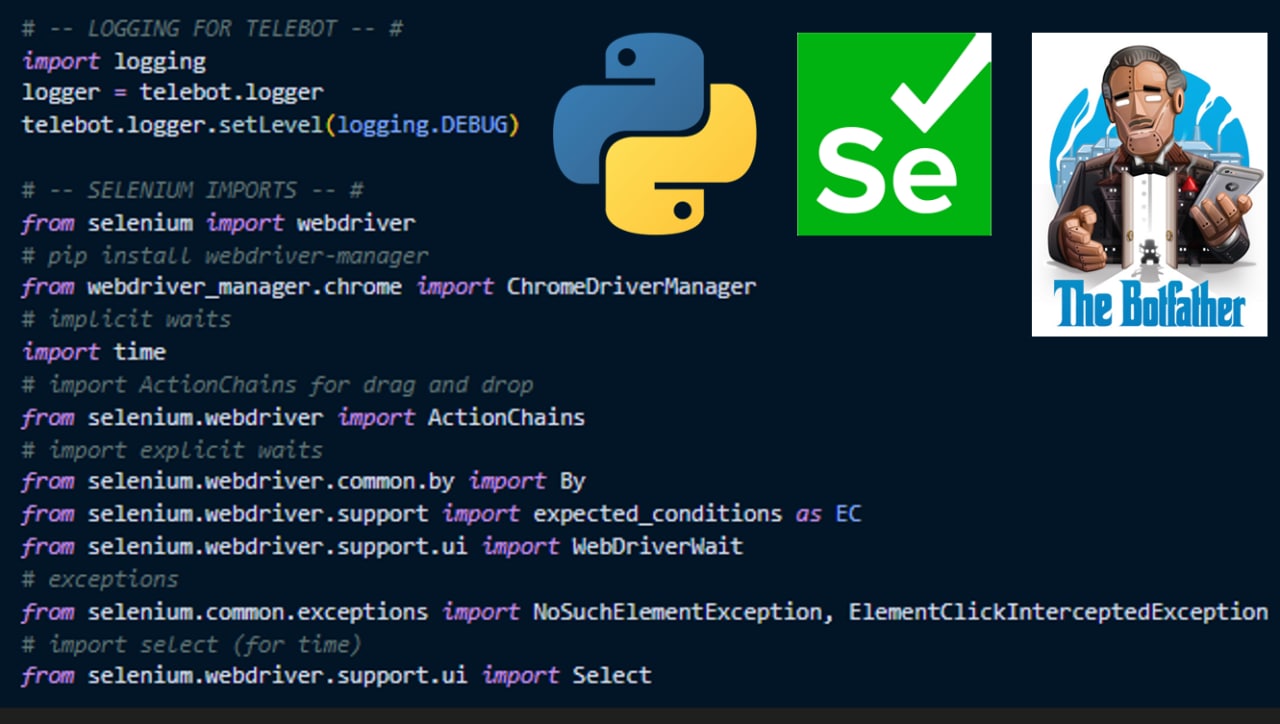 # -- LOGGING FOR TELEBOT -- #
import logging
logger = telebot.logger
telebot.logger.setLevel(logging.DEBUG)
# -- SELENIUM IMPORTS -- #
from selenium import webdriver
# pip install webdriver-manager
from webdriver_manager.chrome import ChromeDriverManager
# implicit waits
import time
# import ActionChains for drag and drop
from selenium.webdriver import ActionChains
# import explicit waits
from selenium.webdriver.common.by import By
from selenium.webdriver.support import expected_conditions as EC
from selenium.webdriver.support.ui import WebDriverWait
# exceptions
from selenium.common.exceptions import NoSuchElementException, ElementClickInterceptedException
# import select (for time)
from selenium.webdriver.support.ui import Select
Se
The Botfather